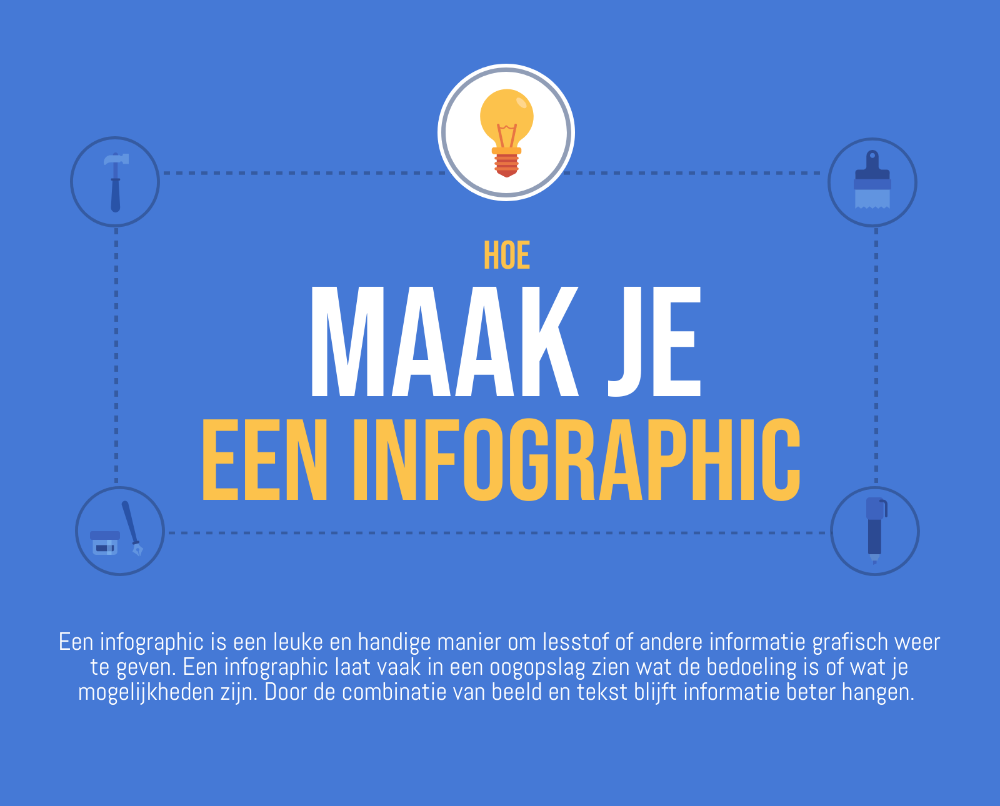 HOE
MAAK JE
EEN INFOGRAPHIC
Een infographic is een leuke en handige manier om lesstof of andere informatie grafisch weer
te geven. Een infographic laat vaak in een oogopslag zien wat de bedoeling is of wat je
mogelijkheden zijn. Door de combinatie van beeld en tekst blijft informatie beter hangen.